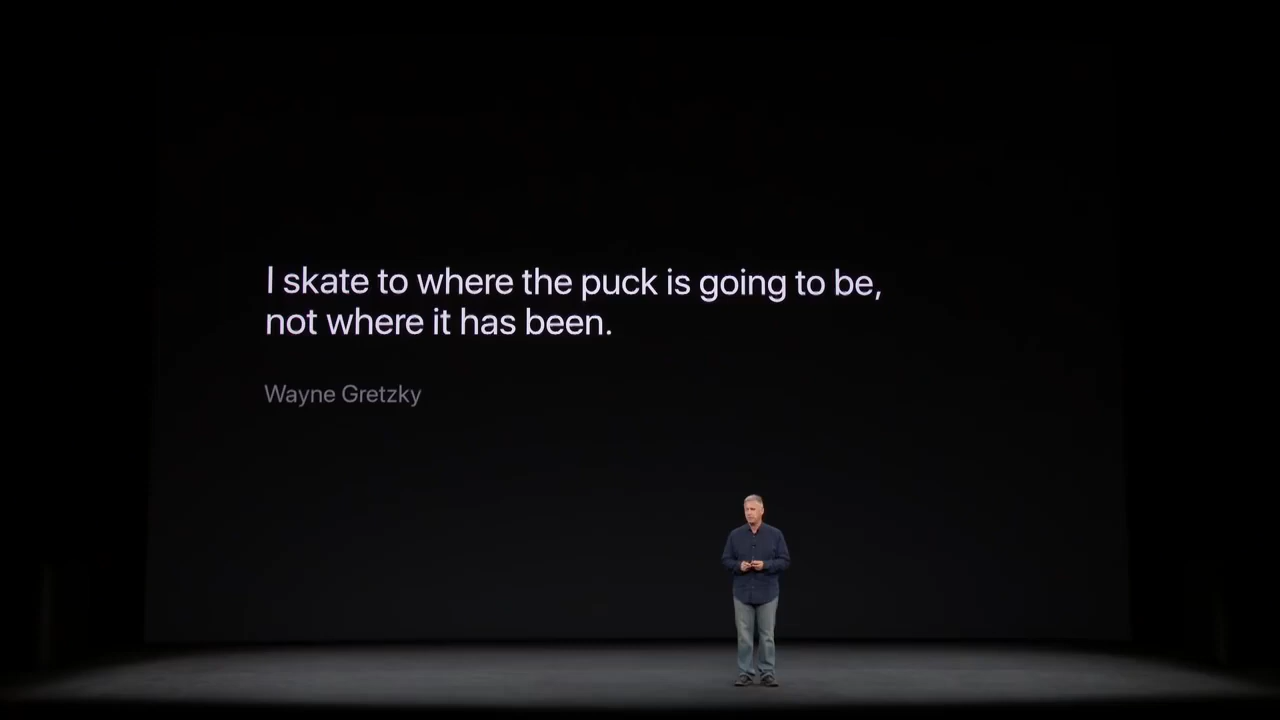 I skate to where the puck is going to be,
not where it has been.
Wayne Gretzky